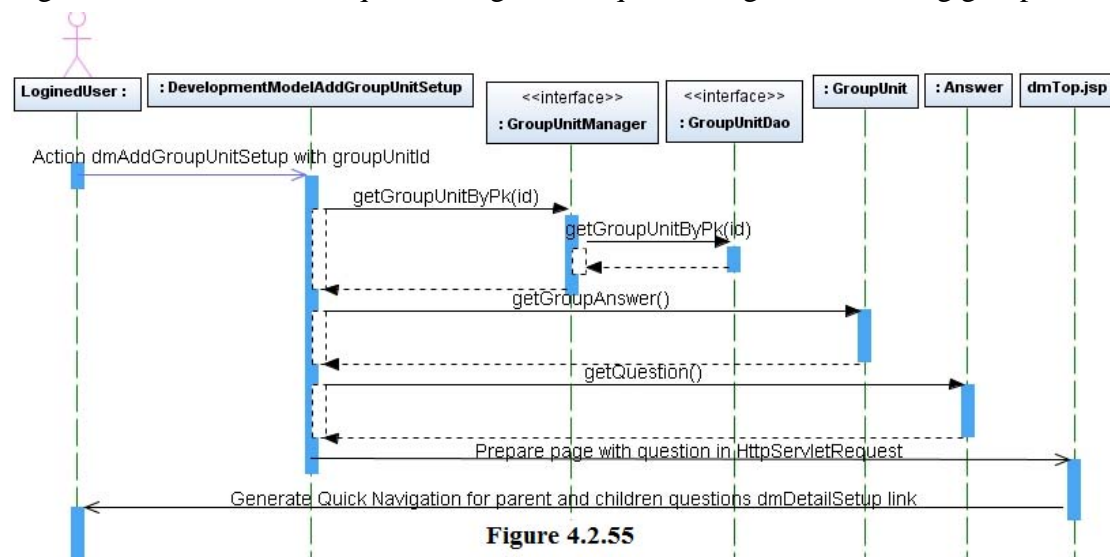 LoginedUser :
: DevelopmentModelAddGroupUnitSetup
<<interface>>
: GroupUnitManager
<<interface>>
: GroupUnitDao
: GroupUnit
: Answer
dmTop.jsp
Action dmAddGroupUnitSetup with groupUnitId
getGroupUnitByPk(id)
getGroupUnitByPk(id)
getGroupAnswer()
getQuestion()
Prepare page with question in HttpServletRequest
Generate Quick Navigation for parent and children questions dmDetailSetup link
Figure 4.2.55